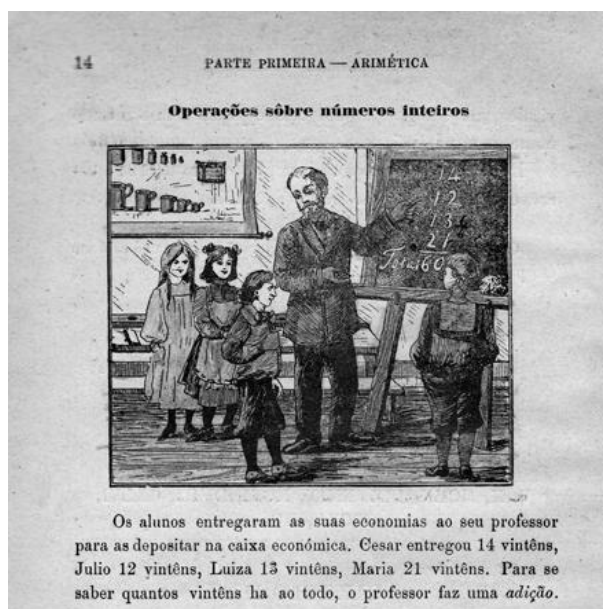 14
PARTE PRIMEIRA — ARIMÉTICA
Operações sôbre números inteiros
14
12
13
21
Total 60
Os alunos entregaram as suas economias ao seu professor
para as depositar na caixa económica. Cesar entregou 14 vintêns,
Julio 12 vintêns, Luiza 13 vintêns, Maria 21 vintêns. Para se
saber quantos vintêns ha ao todo, o professor faz uma adição.